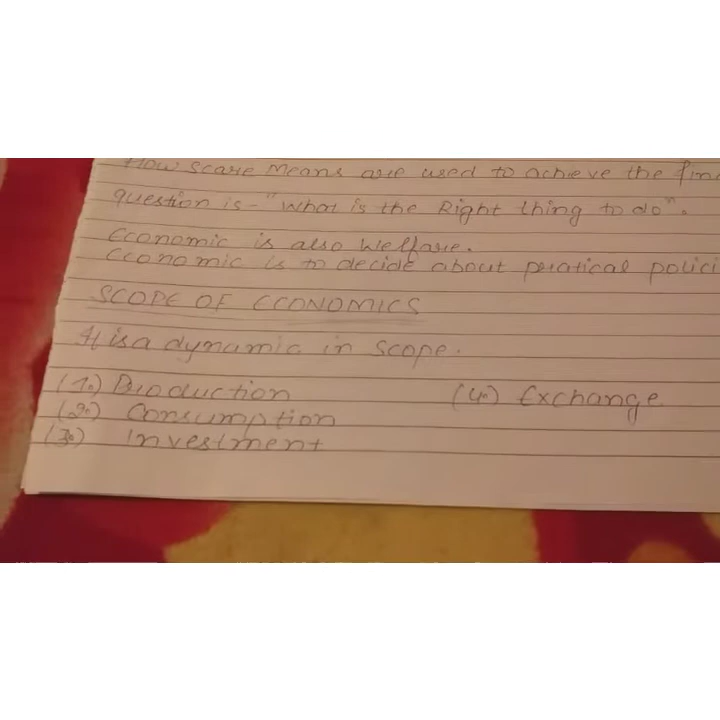 How scare Means are used to achieve the
question is - "What is the Right thing to do".
Economic is also Welfare.
Economic is to decide about pratical
SCOPE OF ECONOMICS
It is a dynamic in scope.
(1.) Production (4.) Exchange
(2.) Consumption
(3.) Investment